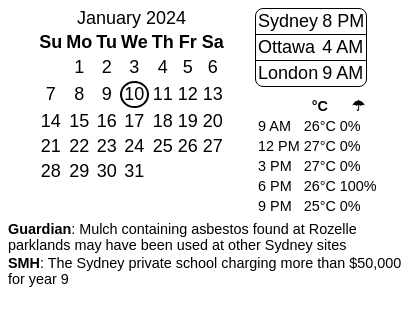 January 2024
Su Mo Tu We Th Fr Sa
1 2 3 4 5 6
7 8 9 10 11 12 13
14 15 16 17 18 19 20
21 22 23 24 25 26 27
28 29 30 31
Sydney 8 PM
Ottawa 4 AM
London 9 AM
°C ☂
9 AM 26°C 0%
12 PM 27°C 0%
3 PM 27°C 0%
6 PM 26°C 100%
9 PM 25°C 0%
Guardian: Mulch containing asbestos found at Rozelle
parklands may have been used at other Sydney sites
SMH: The Sydney private school charging more than $50,000
for year 9